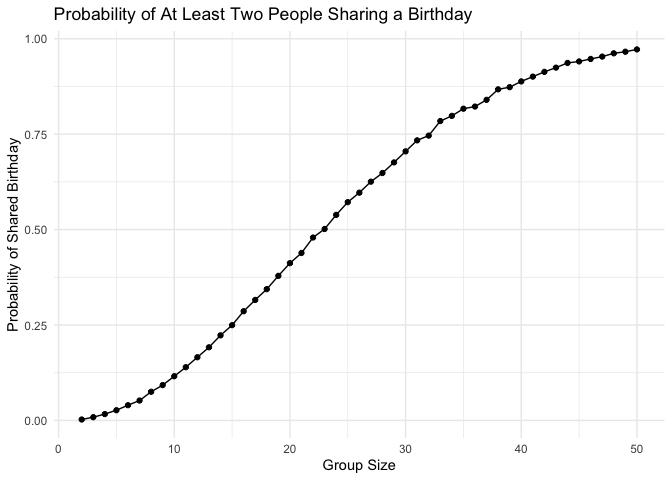 Probability of At Least Two People Sharing a Birthday
1.00
0.75
0.50
0.25
0.00
Probability of Shared Birthday
0 10 20 30 40 50
Group Size